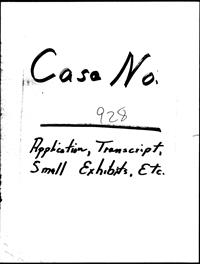 Case No.
928
Application, Transcript,
Small Exhibits, Etc.